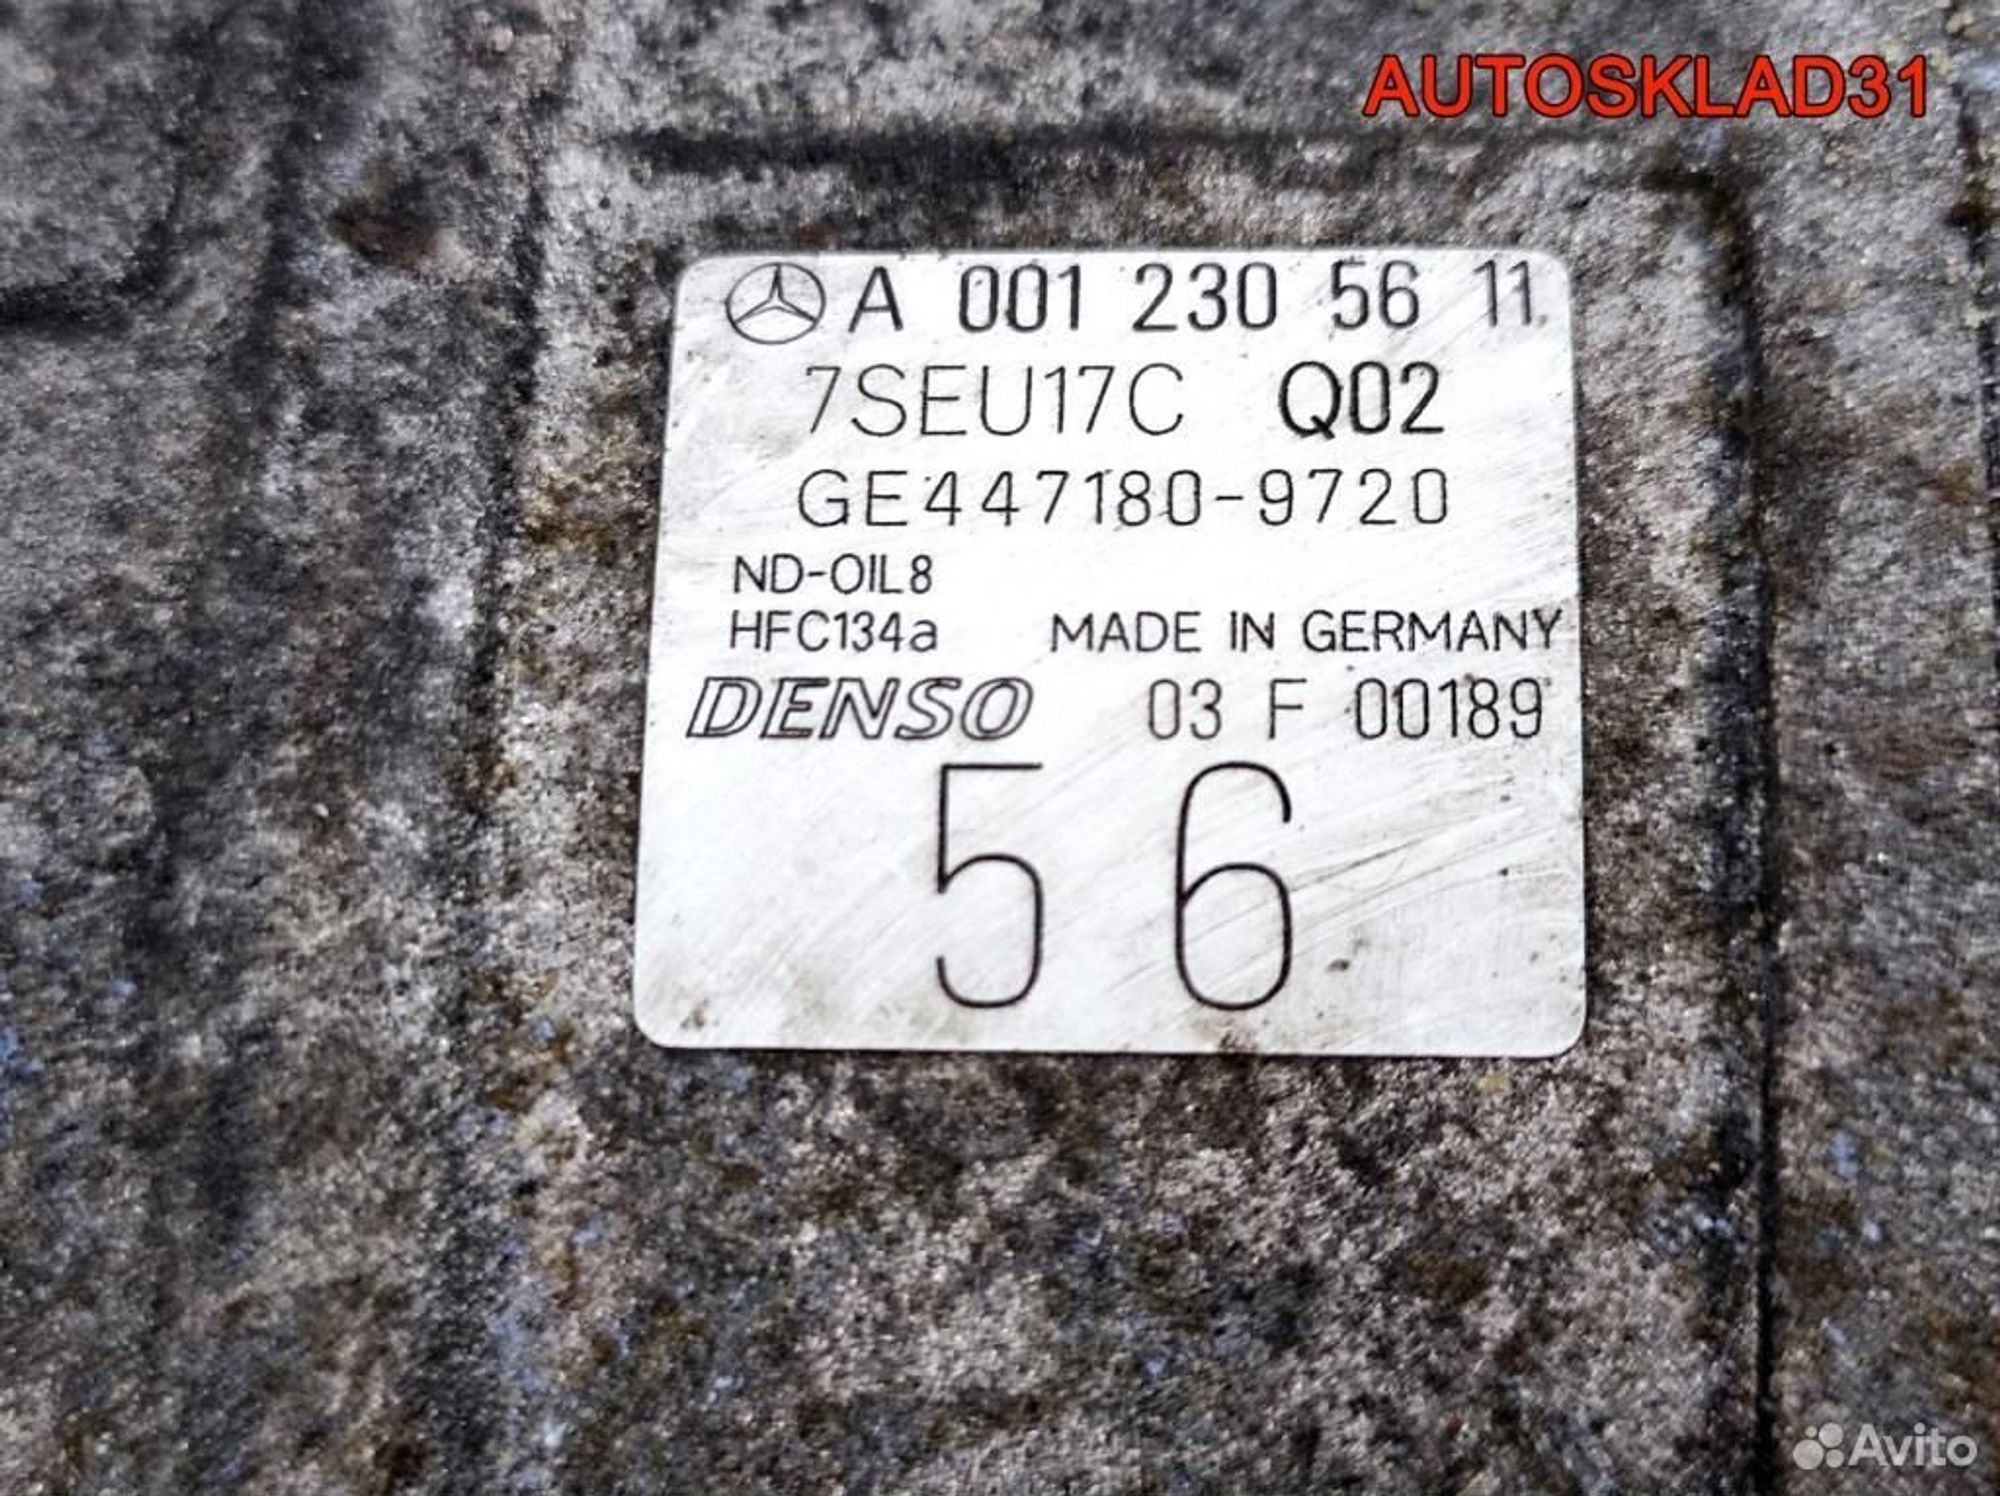 AUTOSKLAD31
A 001 230 56 11
7SEU17C Q02
GE447180-9720
ND-OIL8
HFC134a MADE IN GERMANY
DENSO 03 F 00189
56
Avito